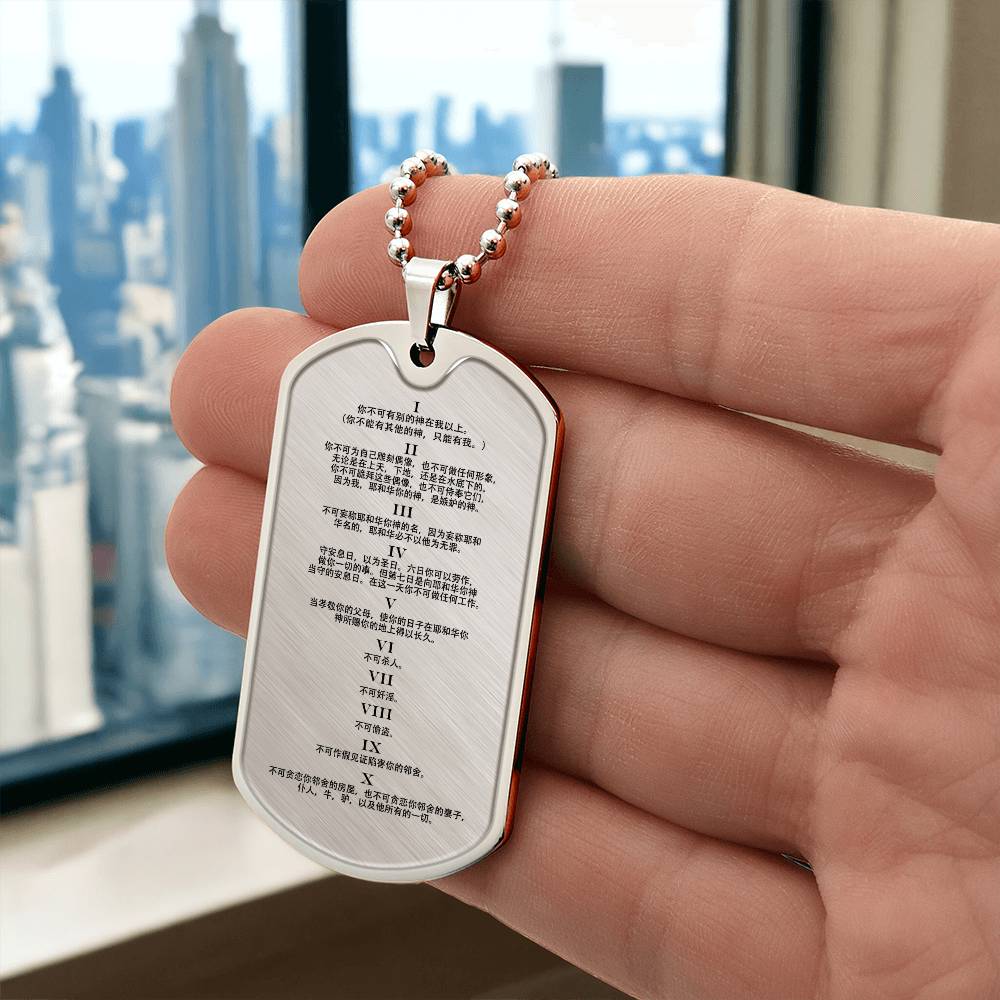 I
你不可有别的神在我以上。
（你不能有其他的神，只能有我。）
II
你不可为自己雕刻偶像，也不可做任何形象，
无论是在上天，下地，还是在水底下的。
你不可跪拜这些偶像，也不可侍奉它们，
因为我，耶和华你的神，是嫉妒的神。
III
不可妄称耶和华你神的名，因为妄称耶和
华名的，耶和华必不以他为无罪。
IV
守安息日，以为圣日。六日你可以劳作，
做你一切的事。但第七日是向耶和华你神
当守的安息日。在这一天你不可做任何工作。
V
当孝敬你的父母，使你的日子在耶和华你
神所赐你的地上得以长久。
VI
不可杀人。
VII
不可奸淫。
VIII
不可偷盗。
IX
不可作假见证陷害你的邻舍。
X
不可贪恋你邻舍的房屋，也不可贪恋你邻舍的妻子，
仆人，牛，驴，以及他所有的一切。